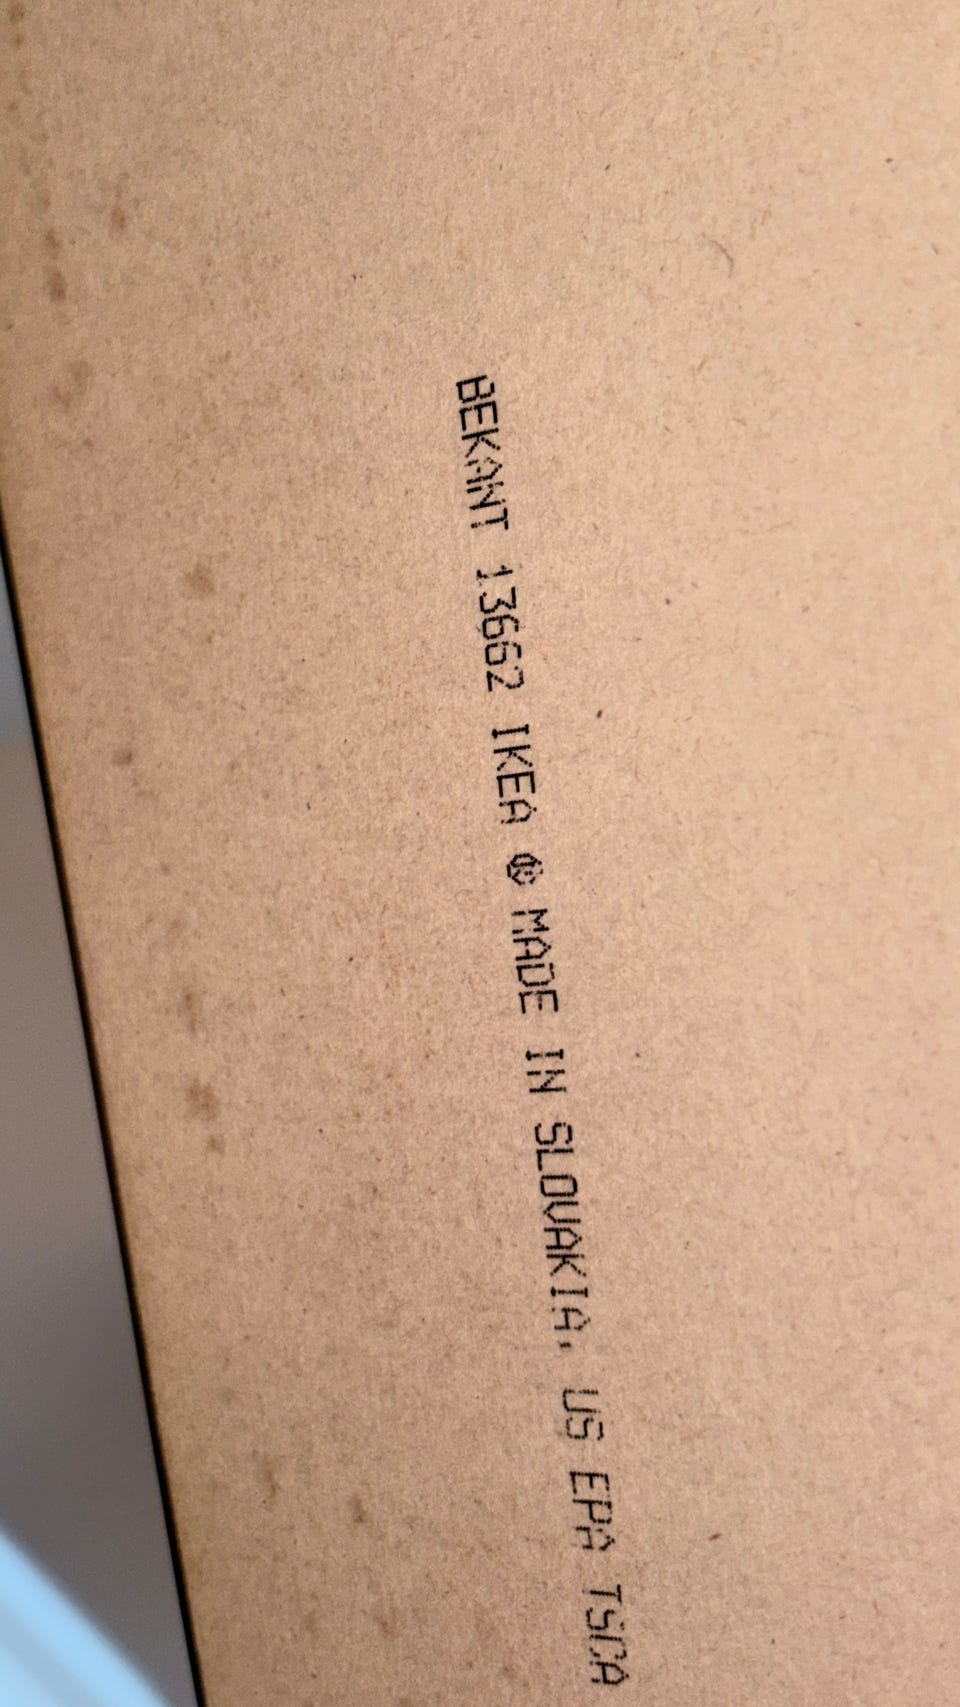 BEKANT 13662 IKEA ® MADE IN SLOVAKIA, US EPA TSCA